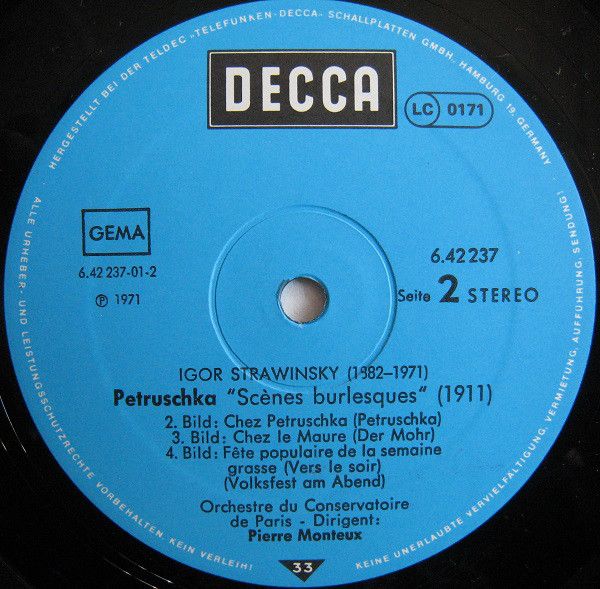 HERGESTELLT BEI DER TELDEC „TELEFUNKEN-DECCA" SCHALLPLATTEN GMBH, HAMBURG 19, GERMANY
DECCA
LC 0171
GEMA
6.42 237-01-2
Ⓟ 1971
6.42 237
Seite 2 STEREO
IGOR STRAWINSKY (1882–1971)
Petruschka "Scènes burlesques" (1911)
2. Bild: Chez Petruschka (Petruschka)
3. Bild: Chez le Maure (Der Mohr)
4. Bild: Fête populaire de la semaine
grasse (Vers le soir)
(Volksfest am Abend)
Orchestre du Conservatoire
de Paris - Dirigent:
Pierre Monteux
33
ALLE URHEBER- UND LEISTUNGSSCHUTZRECHTE VORBEHALTEN. KEIN VERLEIH! KEINE UNERLAUBTE VERVIELFÄLTIGUNG, VERMIETUNG, AUFFÜHRUNG, SENDUNG!